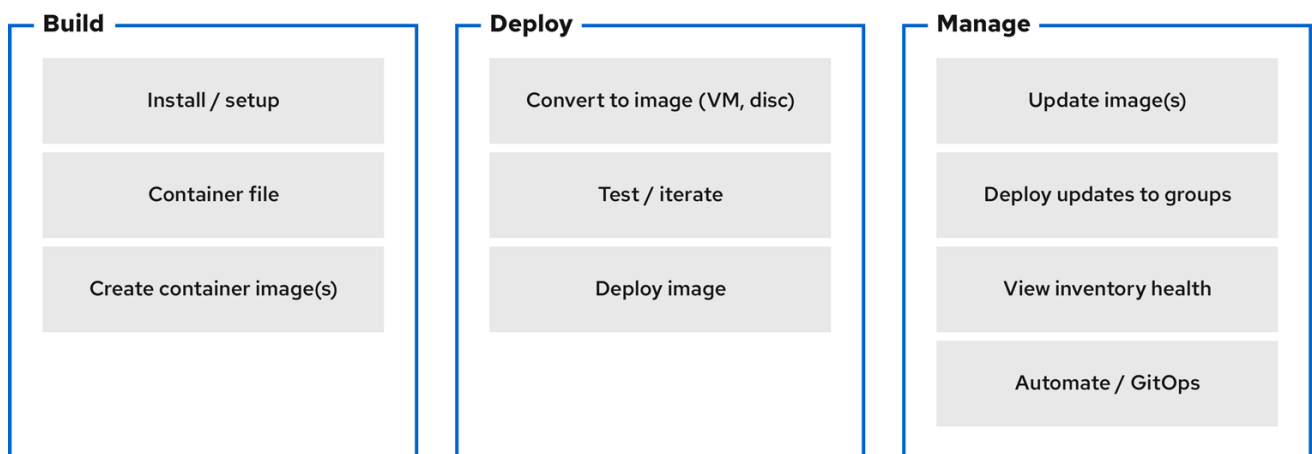 Build
Install / setup
Container file
Create container image(s)
Deploy
Convert to image (VM, disc)
Test / iterate
Deploy image
Manage
Update image(s)
Deploy updates to groups
View inventory health
Automate / GitOps